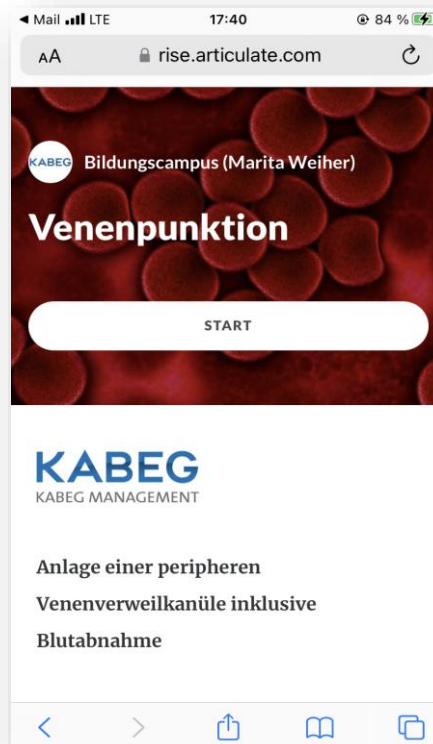 Mail LTE
17:40
84 %
AA
rise.articulate.com
KABEG
Bildungscampus (Marita Weiher)
Venenpunktion
START
KABEG
KABEG MANAGEMENT
Anlage einer peripheren
Venenverweilkanüle inklusive
Blutabnahme